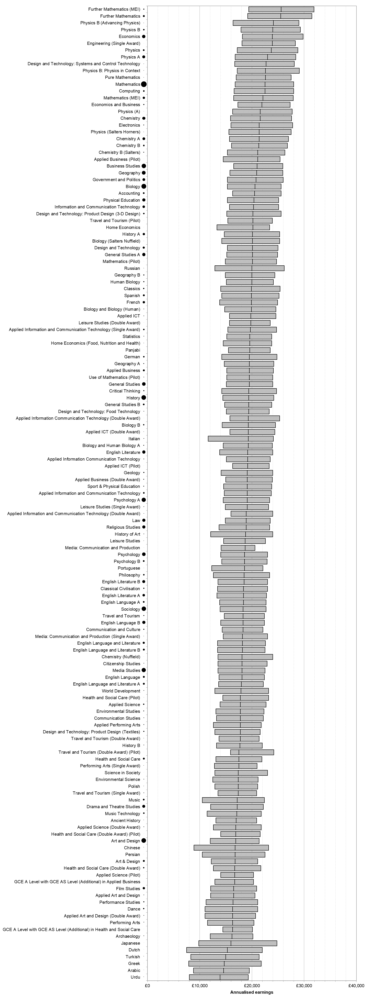 Further Mathematics (MEI)
Further Mathematics
Physics B (Advancing Physics)
Physics B
Economics
Engineering (Single Award)
Physics
Physics A
Design and Technology: Systems and Control Technology
Physics B: Physics in Context
Pure Mathematics
Mathematics
Computing
Mathematics (MEI)
Economics and Business
Physics (A)
Chemistry
Electronics
Physics (Salters Horners)
Chemistry A
Chemistry B
Chemistry B (Salters)
Applied Business (Pilot)
Business Studies
Geography
Government and Politics
Biology
Accounting
Physical Education
Information and Communication Technology
Design and Technology: Product Design (3-D Design)
Travel and Tourism (Pilot)
Home Economics
History A
Biology (Salters Nuffield)
Design and Technology
General Studies A
Mathematics (Pilot)
Russian
Geography B
Human Biology
Classics
Spanish
French
Biology and Biology (Human)
Applied ICT
Leisure Studies (Double Award)
Applied Information and Communication Technology (Single Award)
Statistics
Home Economics (Food, Nutrition and Health)
Panjabi
German
Geography A
Applied Business
Use of Mathematics (Pilot)
General Studies
Critical Thinking
History
General Studies B
Design and Technology: Food Technology
Applied Information Communication Technology (Double Award)
Biology B
Applied ICT (Double Award)
Italian
Biology and Human Biology A
English Literature
Applied Information Communication Technology
Applied ICT (Pilot)
Geology
Applied Business (Double Award)
Sport & Physical Education
Applied Information and Communication Technology
Psychology A
Leisure Studies (Single Award)
Applied Information and Communication Technology (Double Award)
Law
Religious Studies
History of Art
Leisure Studies
Media: Communication and Production
Psychology
Psychology B
Portuguese
Philosophy
English Literature B
Classical Civilisation
English Literature A
English Language A
Sociology
Travel and Tourism
English Language B
Communication and Culture
Media: Communication and Production (Single Award)
English Language and Literature
English Language and Literature B
Chemistry (Nuffield)
Citizenship Studies
Media Studies
English Language
English Language and Literature A
World Development
Health and Social Care (Pilot)
Applied Science
Environmental Studies
Communication Studies
Applied Performing Arts
Design and Technology: Product Design (Textiles)
Travel and Tourism (Double Award)
History B
Travel and Tourism (Double Award) (Pilot)
Health and Social Care
Performing Arts (Single Award)
Science in Society
Environmental Science
Polish
Travel and Tourism (Single Award)
Music
Drama and Theatre Studies
Music Technology
Ancient History
Applied Science (Double Award)
Health and Social Care (Double Award) (Pilot)
Art and Design
Chinese
Persian
Art & Design
Health and Social Care (Double Award)
Applied Science (Pilot)
GCE A Level with GCE AS Level (Additional) in Applied Business
Film Studies
Applied Art and Design
Performance Studies
Dance
Applied Art and Design (Double Award)
Performing Arts
GCE A Level with GCE AS Level (Additional) in Health and Social Care
Archaeology
Japanese
Dutch
Turkish
Greek
Arabic
Urdu
£0 £10,000 £20,000 £30,000 £40,000
Annualised earnings